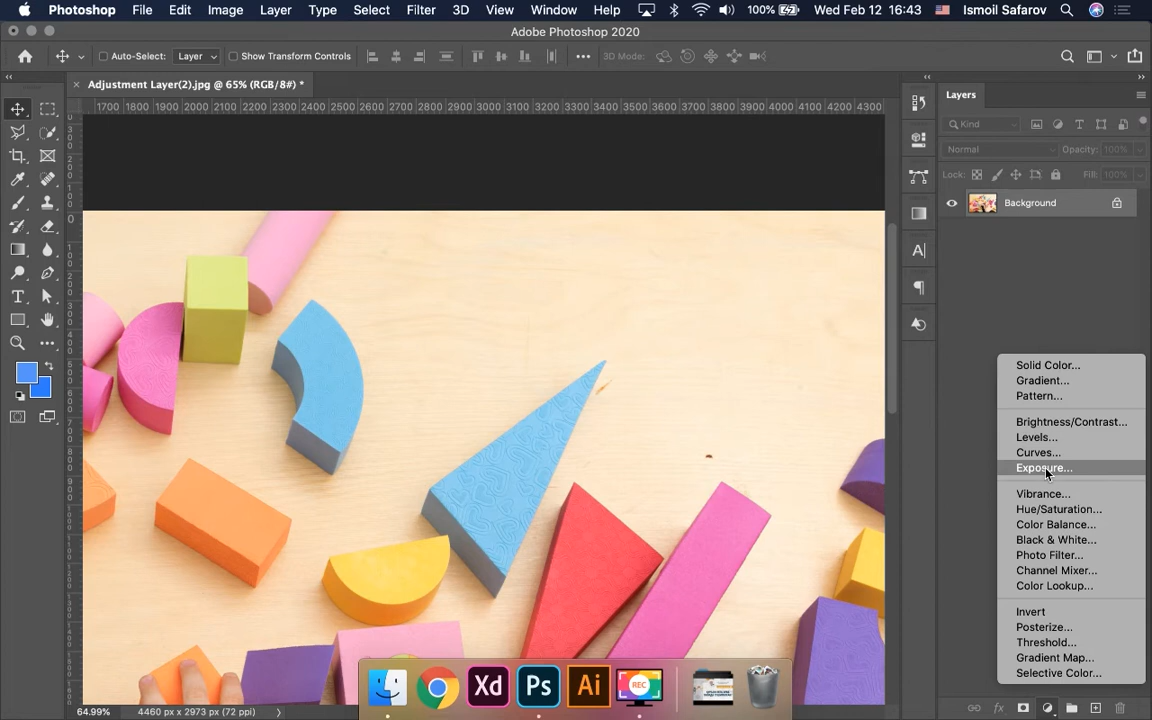 Photoshop File Edit Image Layer Type Select Filter 3D View Window Help 100% Wed Feb 12 16:43 Ismoil Safarov
Adobe Photoshop 2020
Auto-Select: Layer Show Transform Controls 3D Mode:
Adjustment Layer(2).jpg @ 65% (RGB/8#) *
1700 1800 1900 2000 2100 2200 2300 2400 2500 2600 2700 2800 2900 3000 3100 3200 3300 3400 3500 3600 3700 3800 3900 4000 4100 4200 4300
Layers
Kind
Normal Opacity: 100%
Lock: Fill: 100%
Background
Solid Color...
Gradient...
Pattern...
Brightness/Contrast...
Levels...
Curves...
Exposure...
Vibrance...
Hue/Saturation...
Color Balance...
Black & White...
Photo Filter...
Channel Mixer...
Color Lookup...
Invert
Posterize...
Threshold...
Gradient Map...
Selective Color...
Xd Ps Ai REC
64.99% 4460 px x 2973 px (72 ppi)
fx